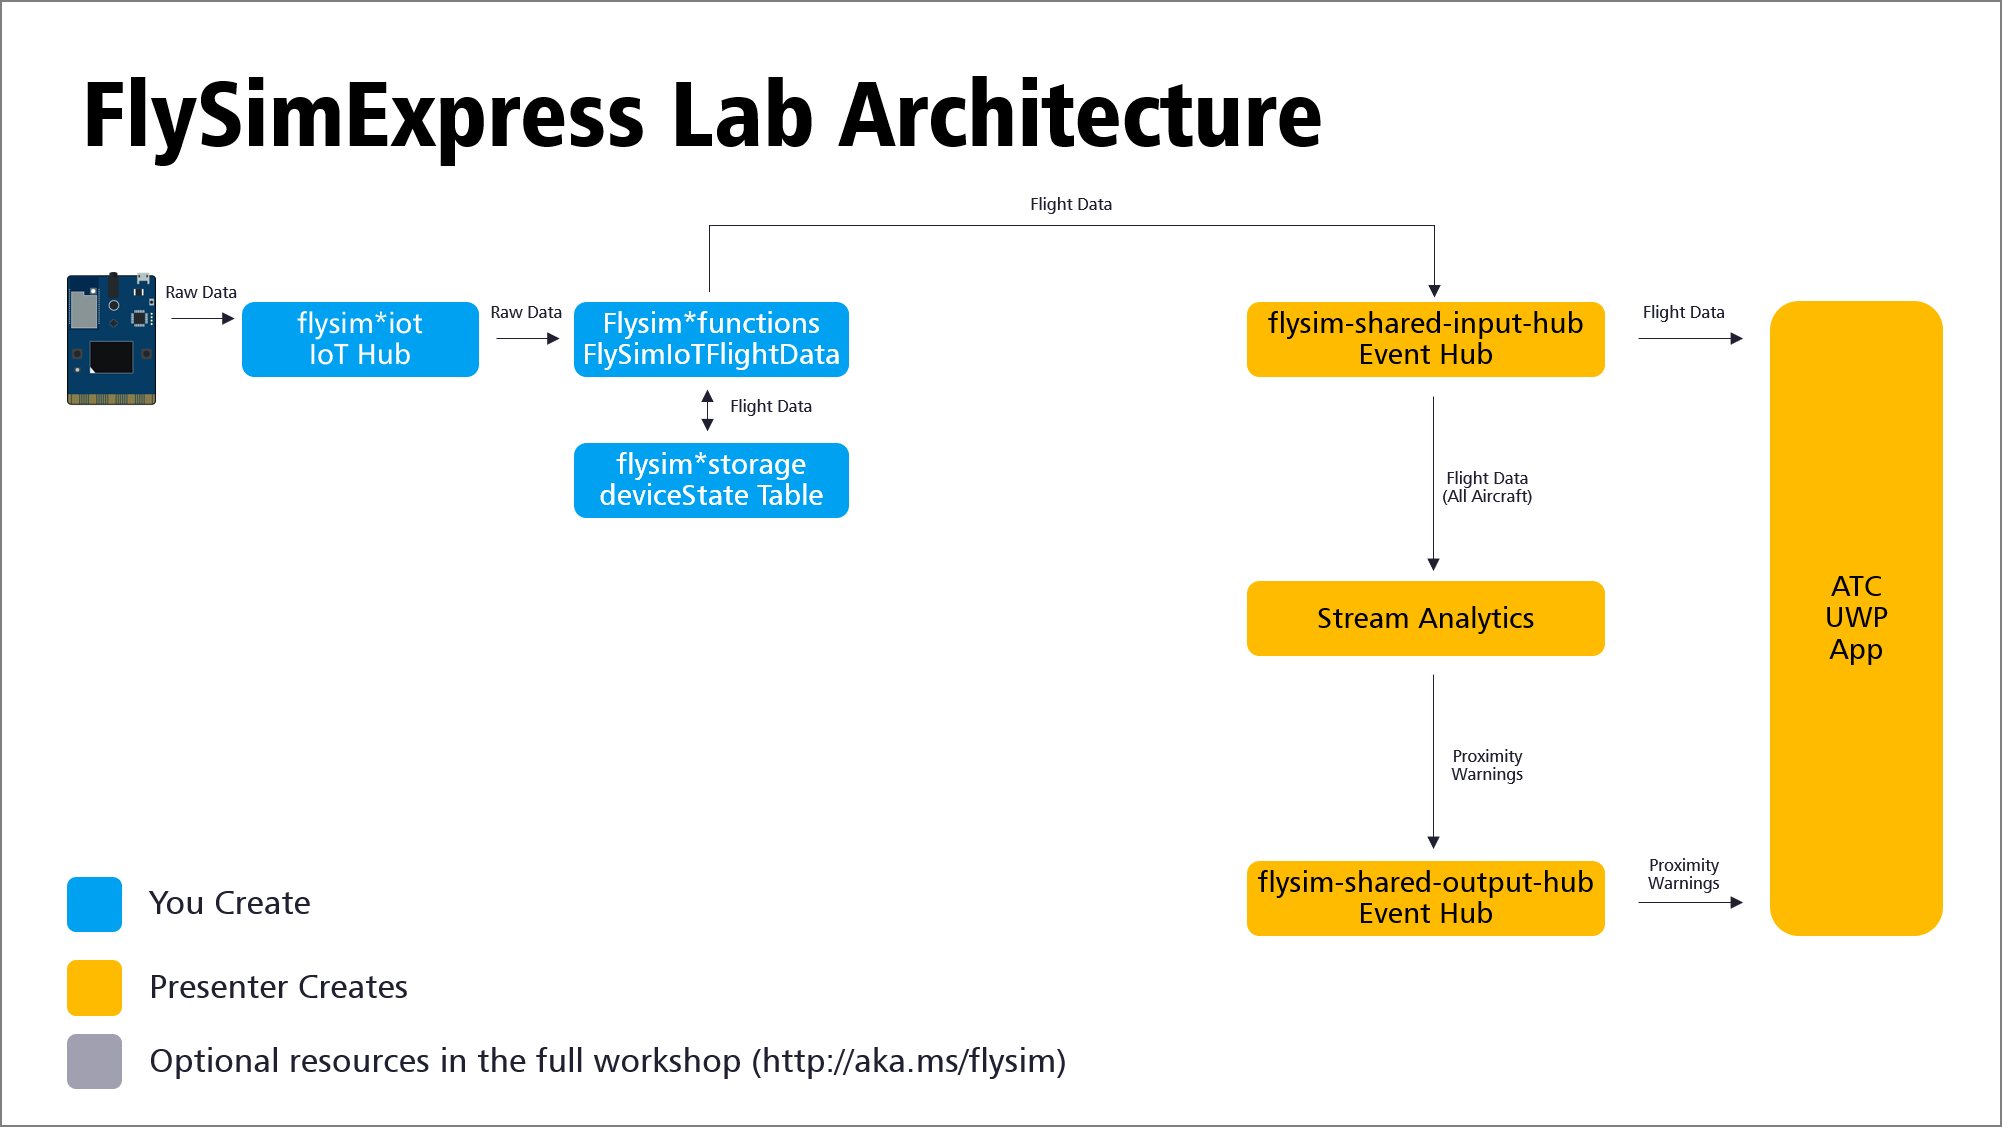 FlySimExpress Lab Architecture
Flight Data
Raw Data
flysim*iot
IoT Hub
Raw Data
Flysim*functions
FlySimIoTFlightData
flysim-shared-input-hub
Event Hub
Flight Data
Flight Data
flysim*storage
deviceState Table
Flight Data
(All Aircraft)
Stream Analytics
ATC
UWP
App
Proximity
Warnings
flysim-shared-output-hub
Event Hub
Proximity
Warnings
You Create
Presenter Creates
Optional resources in the full workshop (http://aka.ms/flysim)